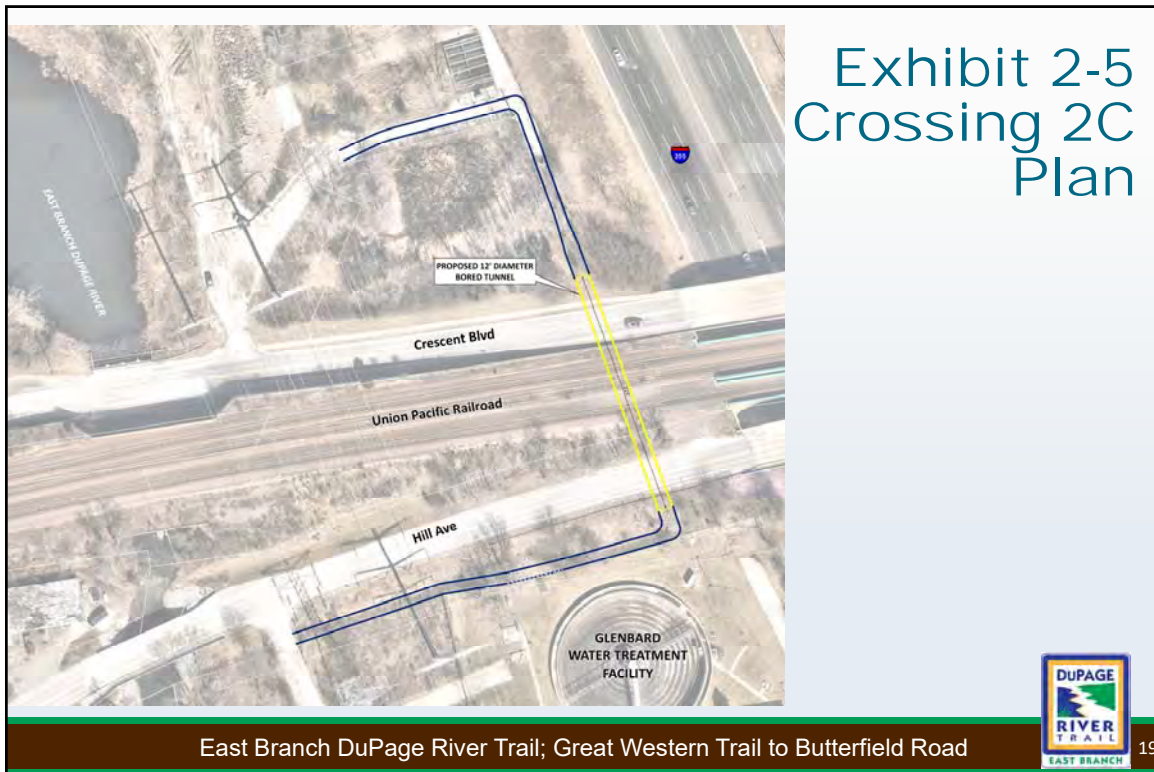 Exhibit 2-5
Crossing 2C
Plan
355
EAST BRANCH DUPAGE RIVER
PROPOSED 12' DIAMETER
BORED TUNNEL
Crescent Blvd
Union Pacific Railroad
Hill Ave
GLENBARD
WATER TREATMENT
FACILITY
East Branch DuPage River Trail; Great Western Trail to Butterfield Road
DUPAGE
RIVER
TRAIL
EAST BRANCH
19